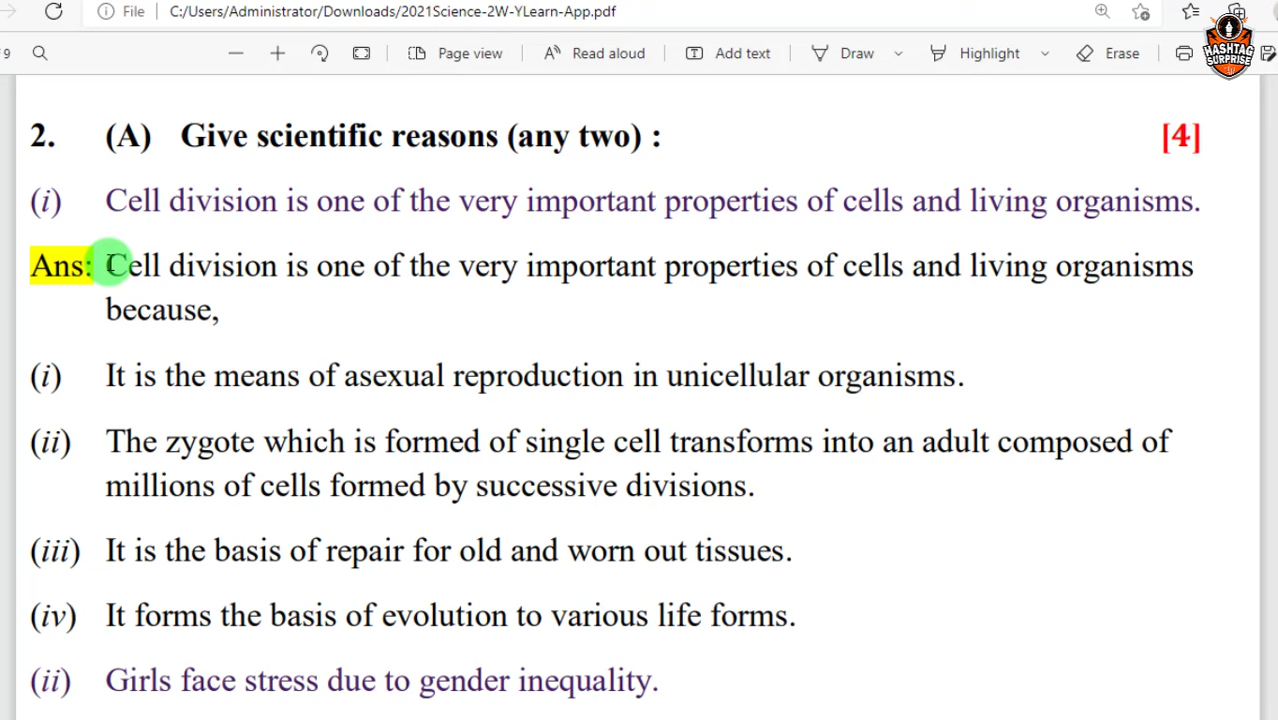 File C:/Users/Administrator/Downloads/2021Science-2W-YLearn-App.pdf
9 Page view Read aloud Add text Draw Highlight Erase
HASHTAG
SURPRISE
2. (A) Give scientific reasons (any two) : [4]
(i) Cell division is one of the very important properties of cells and living organisms.
Ans: Cell division is one of the very important properties of cells and living organisms
because,
(i) It is the means of asexual reproduction in unicellular organisms.
(ii) The zygote which is formed of single cell transforms into an adult composed of
millions of cells formed by successive divisions.
(iii) It is the basis of repair for old and worn out tissues.
(iv) It forms the basis of evolution to various life forms.
(ii) Girls face stress due to gender inequality.